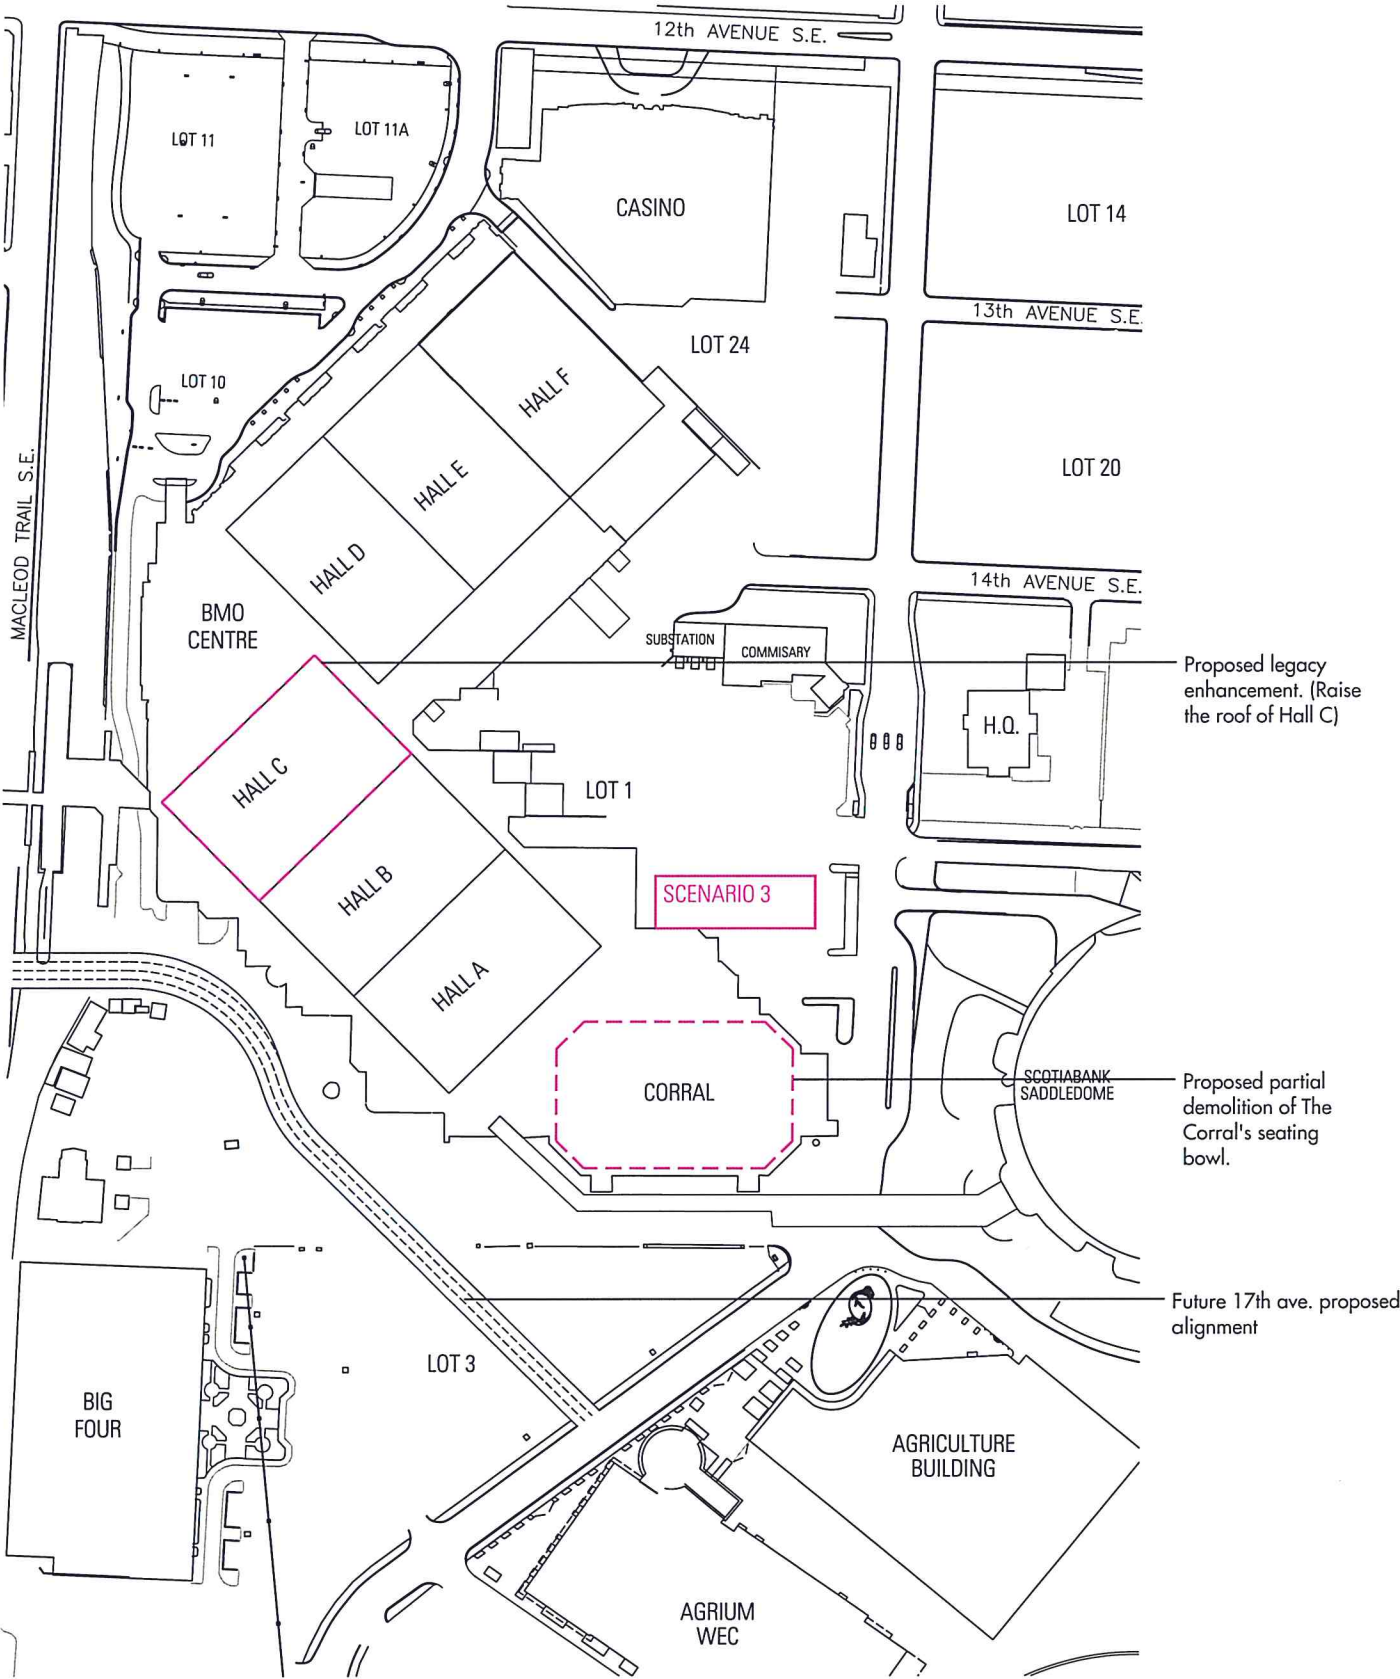 12th AVENUE S.E.
LOT 11
LOT 11A
CASINO
LOT 14
13th AVENUE S.E.
LOT 24
LOT 10
HALL F
MACLEOD TRAIL S.E.
HALL E
LOT 20
HALL D
14th AVENUE S.E.
BMO
CENTRE
SUBSTATION
COMMISARY
Proposed legacy
enhancement. (Raise
the roof of Hall C)
H.Q.
HALL C
LOT 1
HALL B
SCENARIO 3
HALL A
CORRAL
SCOTIABANK
SADDLEDOME
Proposed partial
demolition of The
Corral's seating
bowl.
Future 17th ave. proposed
alignment
LOT 3
BIG
FOUR
AGRICULTURE
BUILDING
AGRIUM
WEC